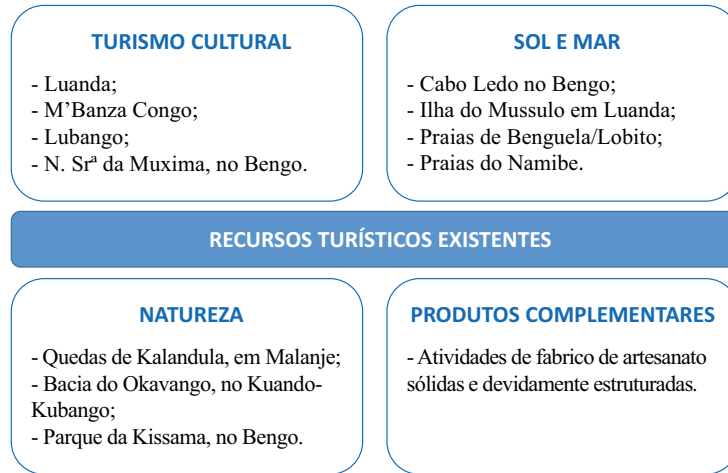 TURISMO CULTURAL
- Luanda;
- M’Banza Congo;
- Lubango;
- N. Srª da Muxima, no Bengo.
SOL E MAR
- Cabo Ledo no Bengo;
- Ilha do Mussulo em Luanda;
- Praias de Benguela/Lobito;
- Praias do Namibe.
RECURSOS TURÍSTICOS EXISTENTES
NATUREZA
- Quedas de Kalandula, em Malanje;
- Bacia do Okavango, no Kuando-
Kubango;
- Parque da Kissama, no Bengo.
PRODUTOS COMPLEMENTARES
- Atividades de fabrico de artesanato
sólidas e devidamente estruturadas.